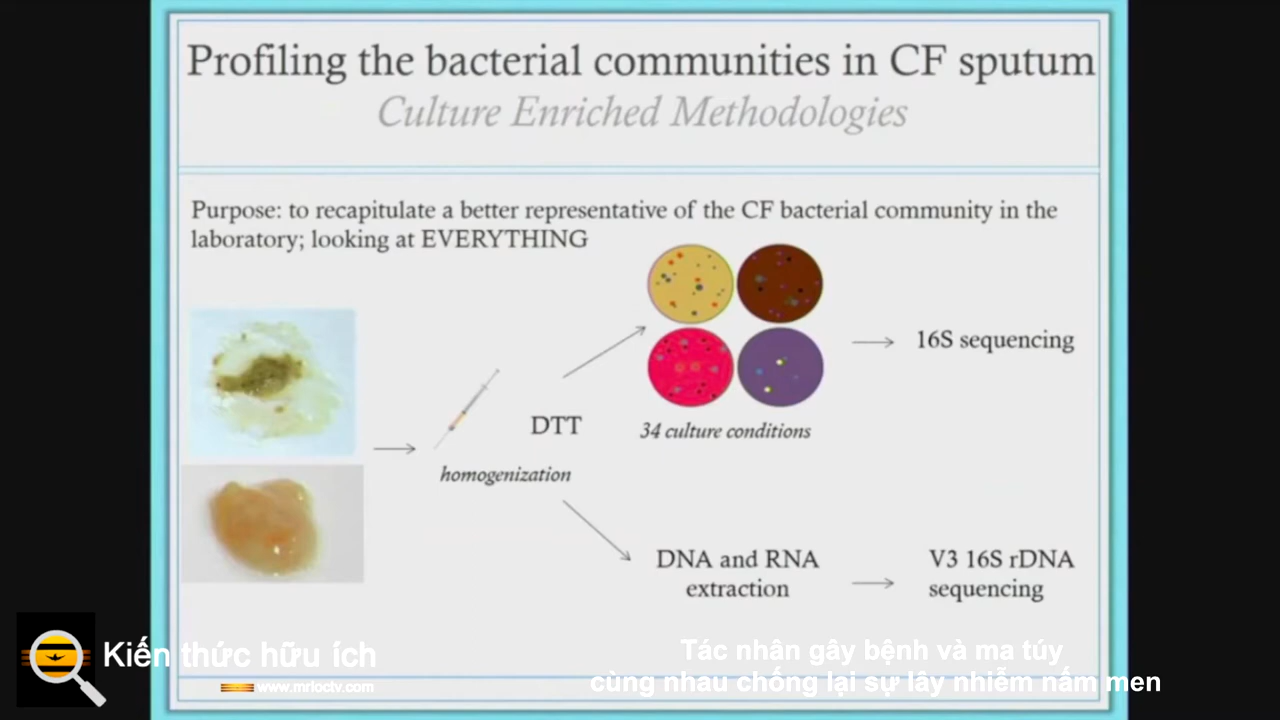 Profiling the bacterial communities in CF sputum
Culture Enriched Methodologies
Purpose: to recapitulate a better representative of the CF bacterial community in the
laboratory; looking at EVERYTHING
16S sequencing
DTT
34 culture conditions
homogenization
DNA and RNA
extraction
V3 16S rDNA
sequencing
Kiến thức hữu ích
www.mrloctv.com
Tác nhân gây bệnh và ma túy
cùng nhau chống lại sự lây nhiễm nấm men